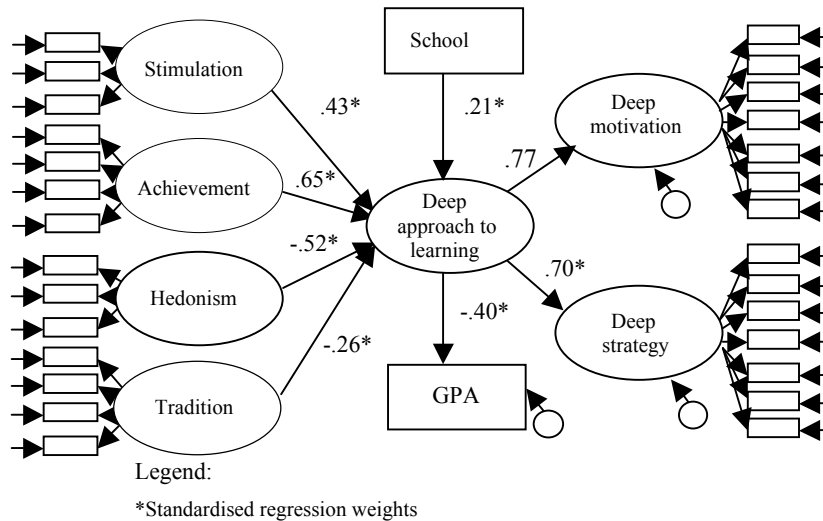 School
Stimulation
.43*
.21*
Deep
motivation
.77
Achievement
.65*
Deep
approach to
learning
-.52*
Hedonism
.70*
-.40*
-.26*
Deep
strategy
Tradition
GPA
Legend:
*Standardised regression weights